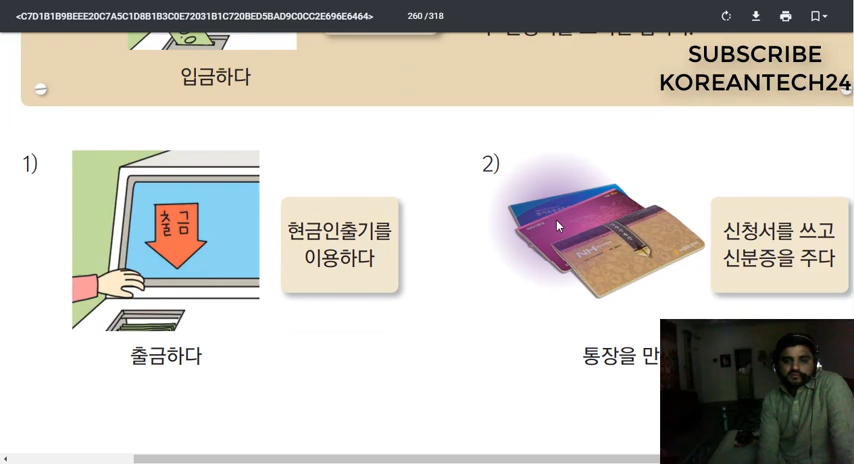 <C7D1B1B9BEEE20C7A5C1D8B1B3C0E72031B1C720BED5BAD9C0CC2E696E6464>
260 / 318
SUBSCRIBE
KOREANTECH24
입금하다
1)
출금
현금인출기를
이용하다
출금하다
2)
NH
신청서를 쓰고
신분증을 주다
통장을 만